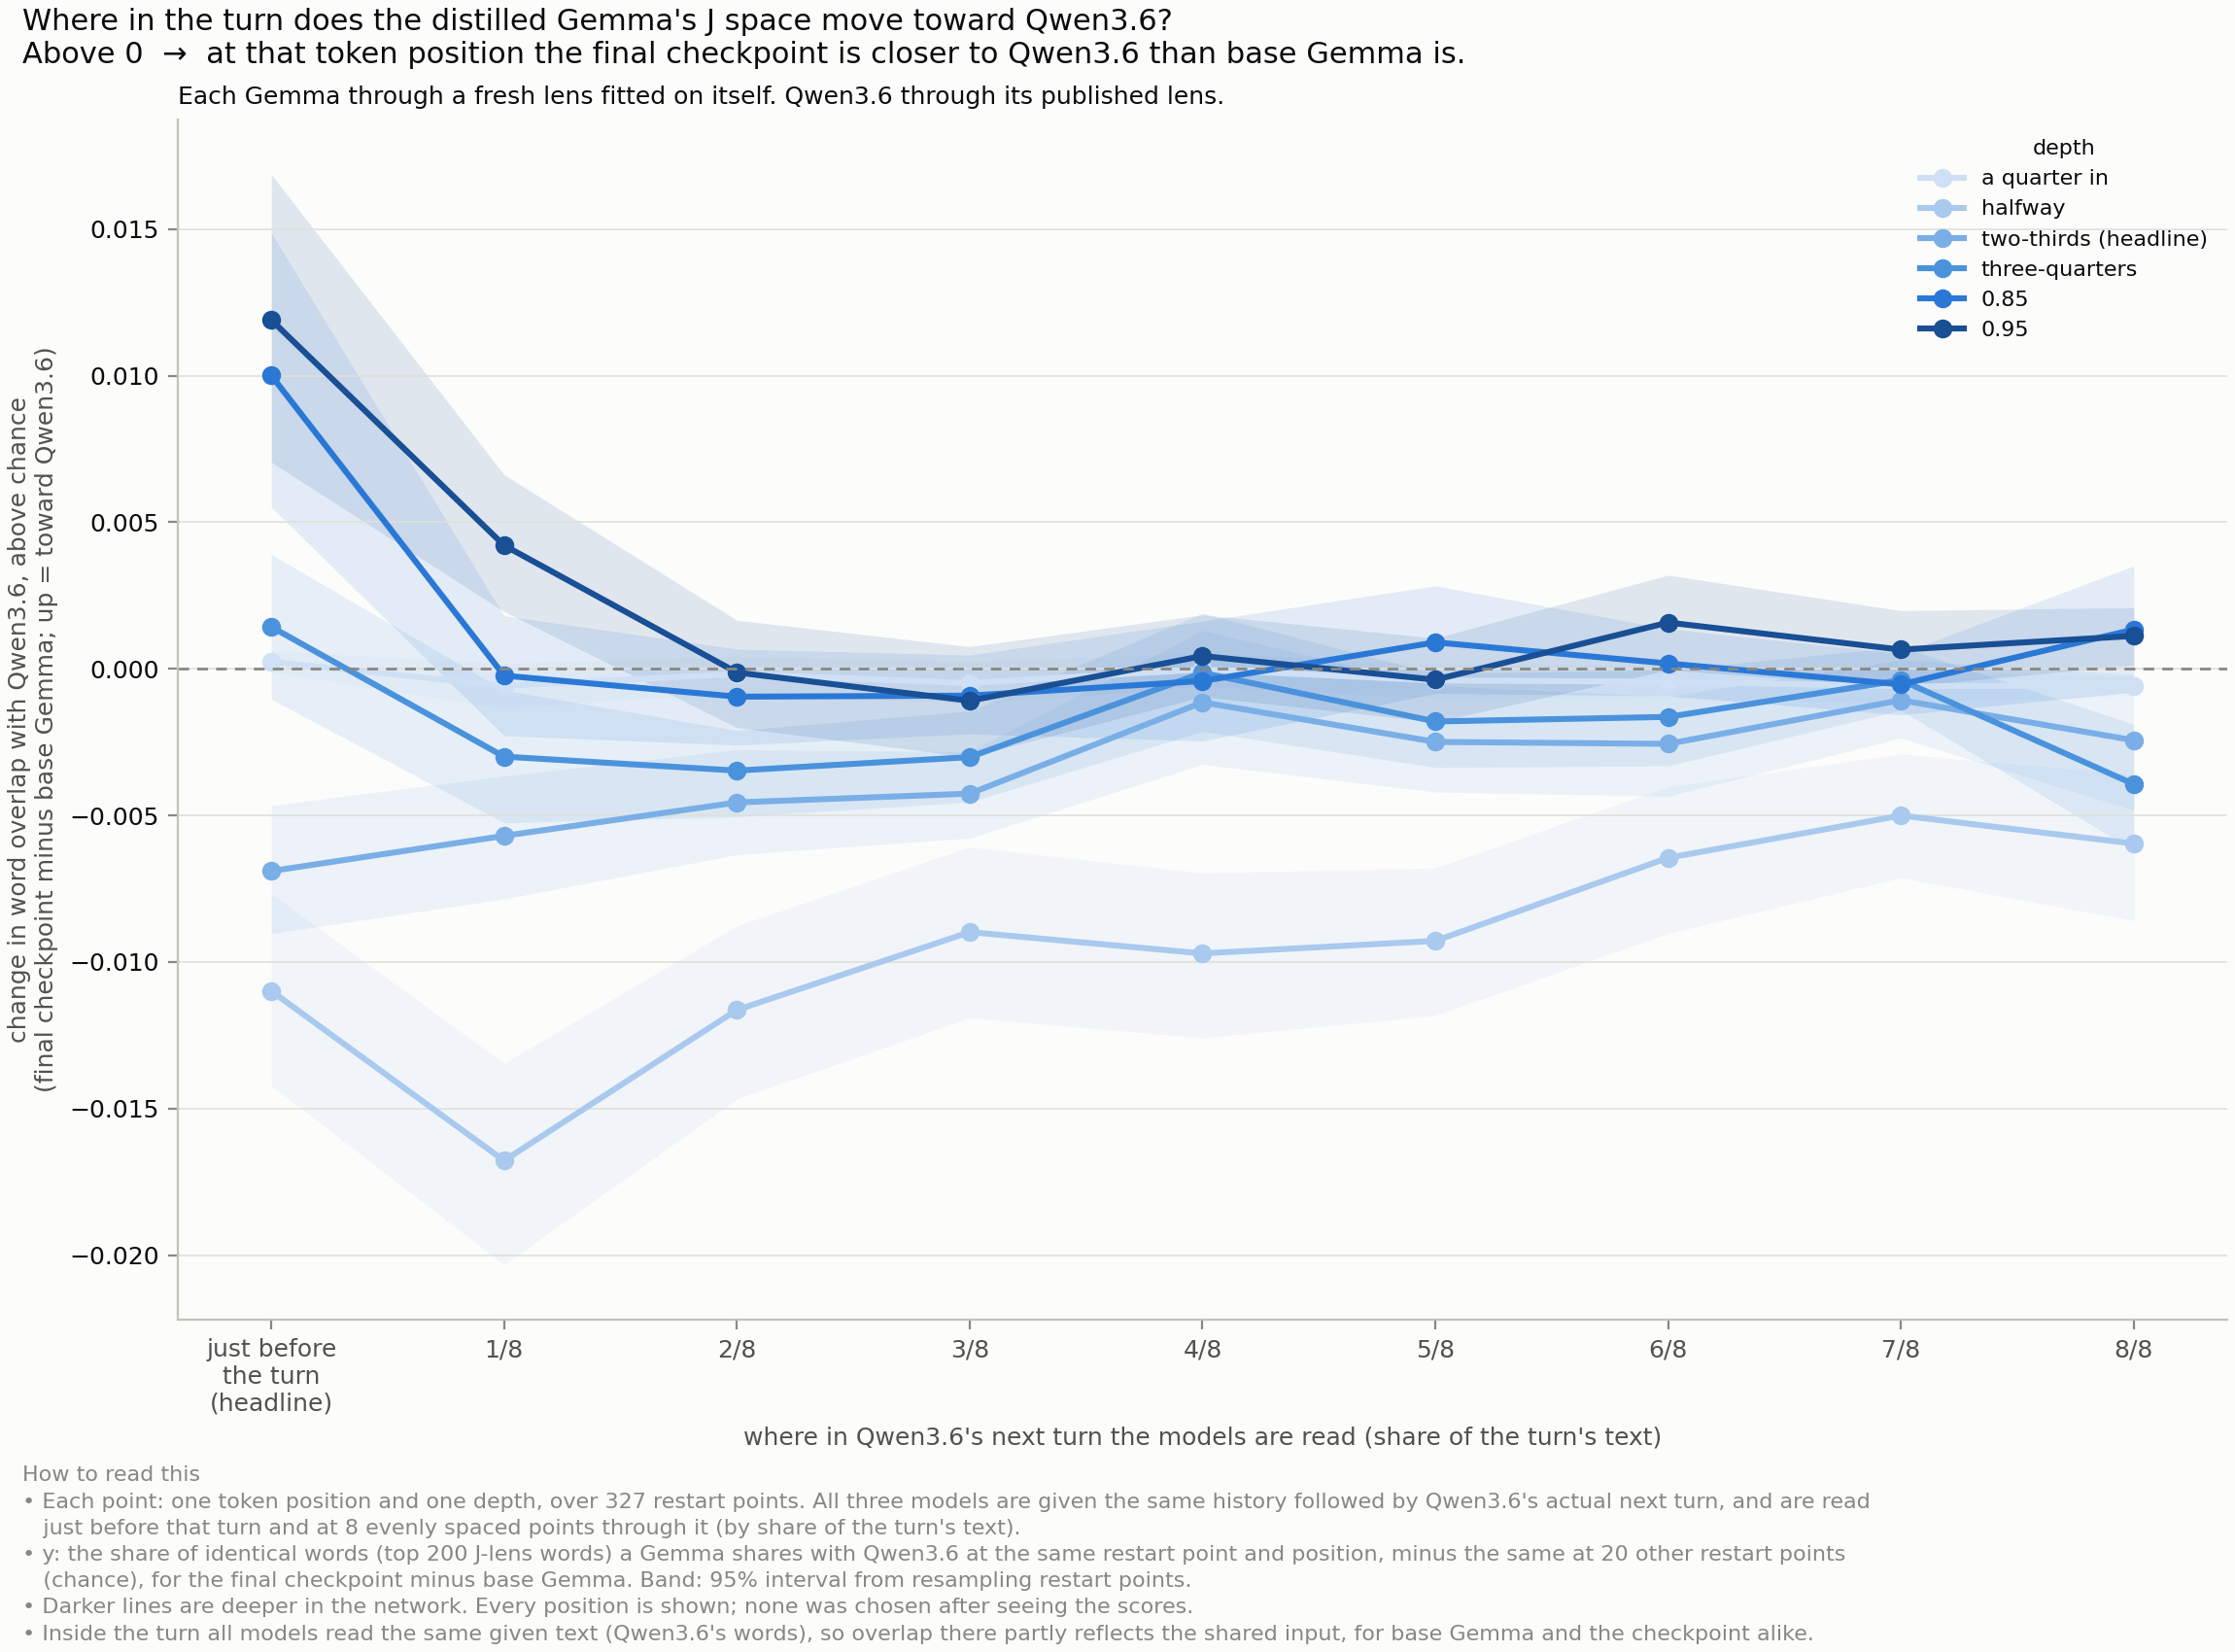 Where in the turn does the distilled Gemma's J space move toward Qwen3.6?
Above 0 → at that token position the final checkpoint is closer to Qwen3.6 than base Gemma is.
Each Gemma through a fresh lens fitted on itself. Qwen3.6 through its published lens.
depth
a quarter in
halfway
two-thirds (headline)
three-quarters
0.85
0.95
change in word overlap with Qwen3.6, above chance
(final checkpoint minus base Gemma; up = toward Qwen3.6)
0.015
0.010
0.005
0.000
−0.005
−0.010
−0.015
−0.020
just before
the turn
(headline)
1/8
2/8
3/8
4/8
5/8
6/8
7/8
8/8
where in Qwen3.6's next turn the models are read (share of the turn's text)
How to read this
• Each point: one token position and one depth, over 327 restart points. All three models are given the same history followed by Qwen3.6's actual next turn, and are read
just before that turn and at 8 evenly spaced points through it (by share of the turn's text).
• y: the share of identical words (top 200 J-lens words) a Gemma shares with Qwen3.6 at the same restart point and position, minus the same at 20 other restart points
(chance), for the final checkpoint minus base Gemma. Band: 95% interval from resampling restart points.
• Darker lines are deeper in the network. Every position is shown; none was chosen after seeing the scores.
• Inside the turn all models read the same given text (Qwen3.6's words), so overlap there partly reflects the shared input, for base Gemma and the checkpoint alike.